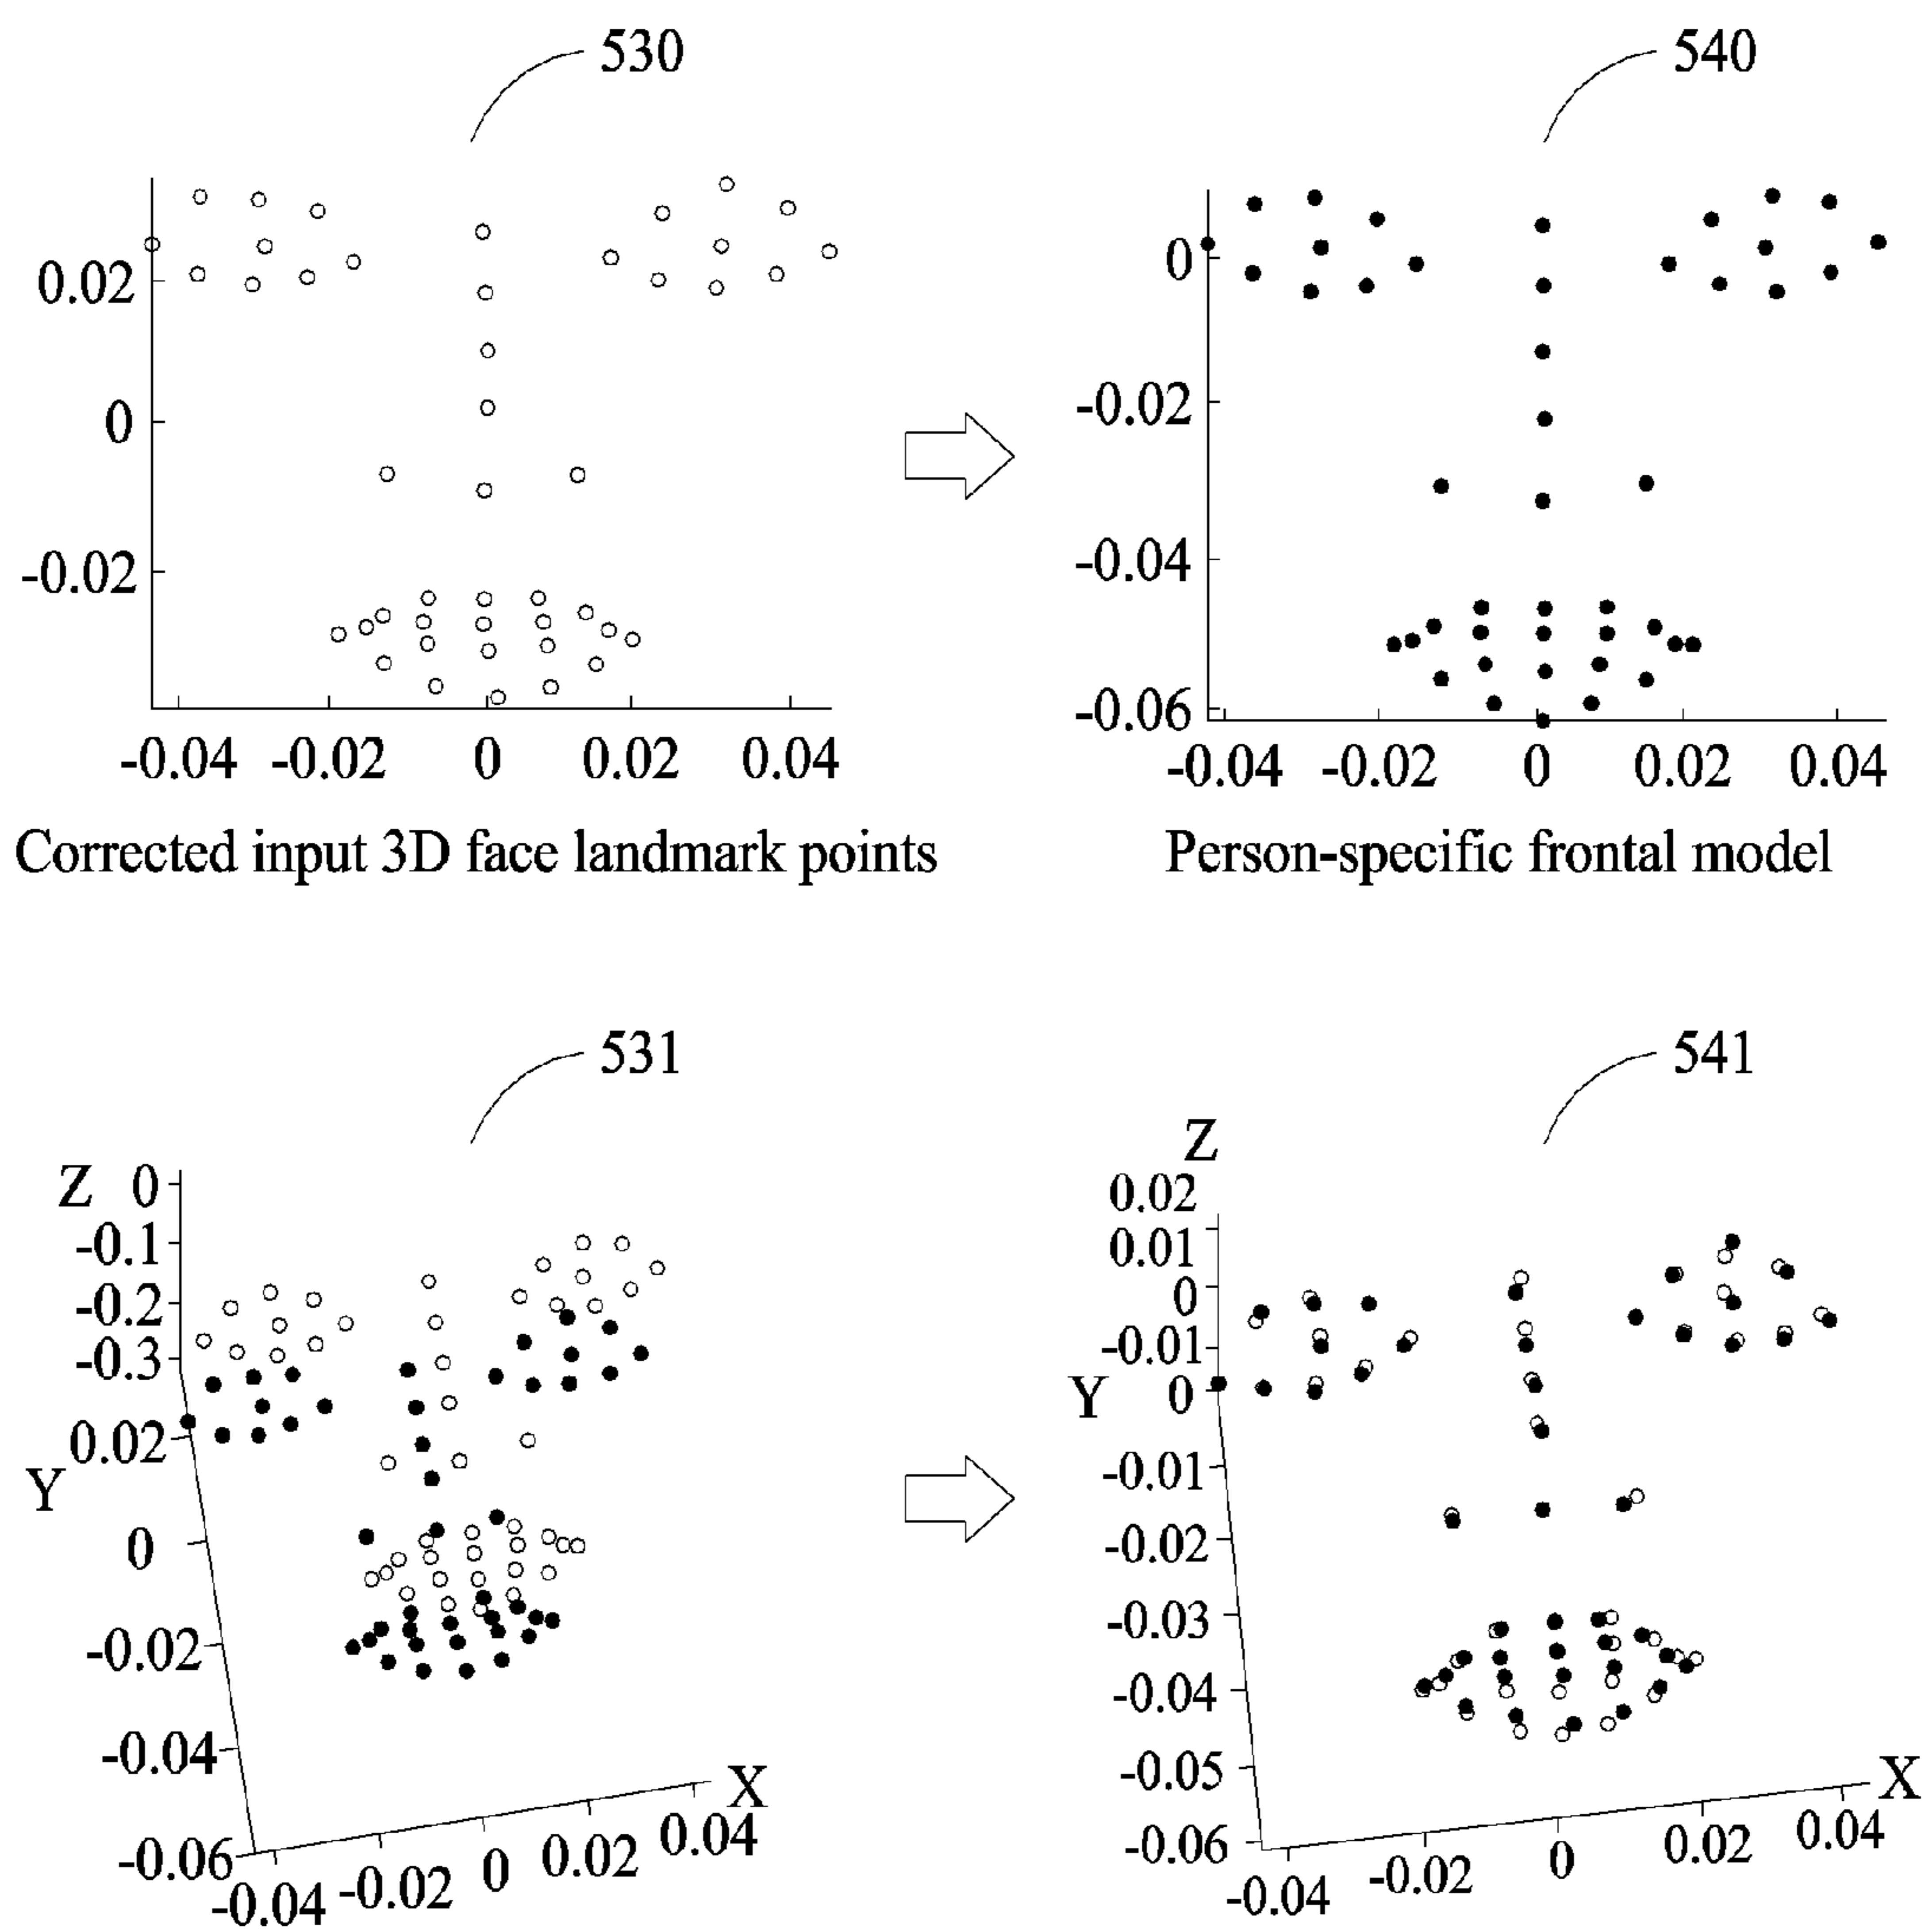 530
540
0.02
0
-0.02
-0.04 -0.02 0 0.02 0.04
0
-0.02
-0.04
-0.06
-0.04 -0.02 0 0.02 0.04
Corrected input 3D face landmark points
Person-specific frontal model
531
541
Z 0
-0.1
-0.2
-0.3
0.02
Y
0
-0.02
-0.04
-0.06
-0.04 -0.02 0 0.02 0.04
X
Z
0.02
0.01
0
-0.01
Y 0
-0.01
-0.02
-0.03
-0.04
-0.05
-0.06
-0.04 -0.02 0 0.02 0.04
X